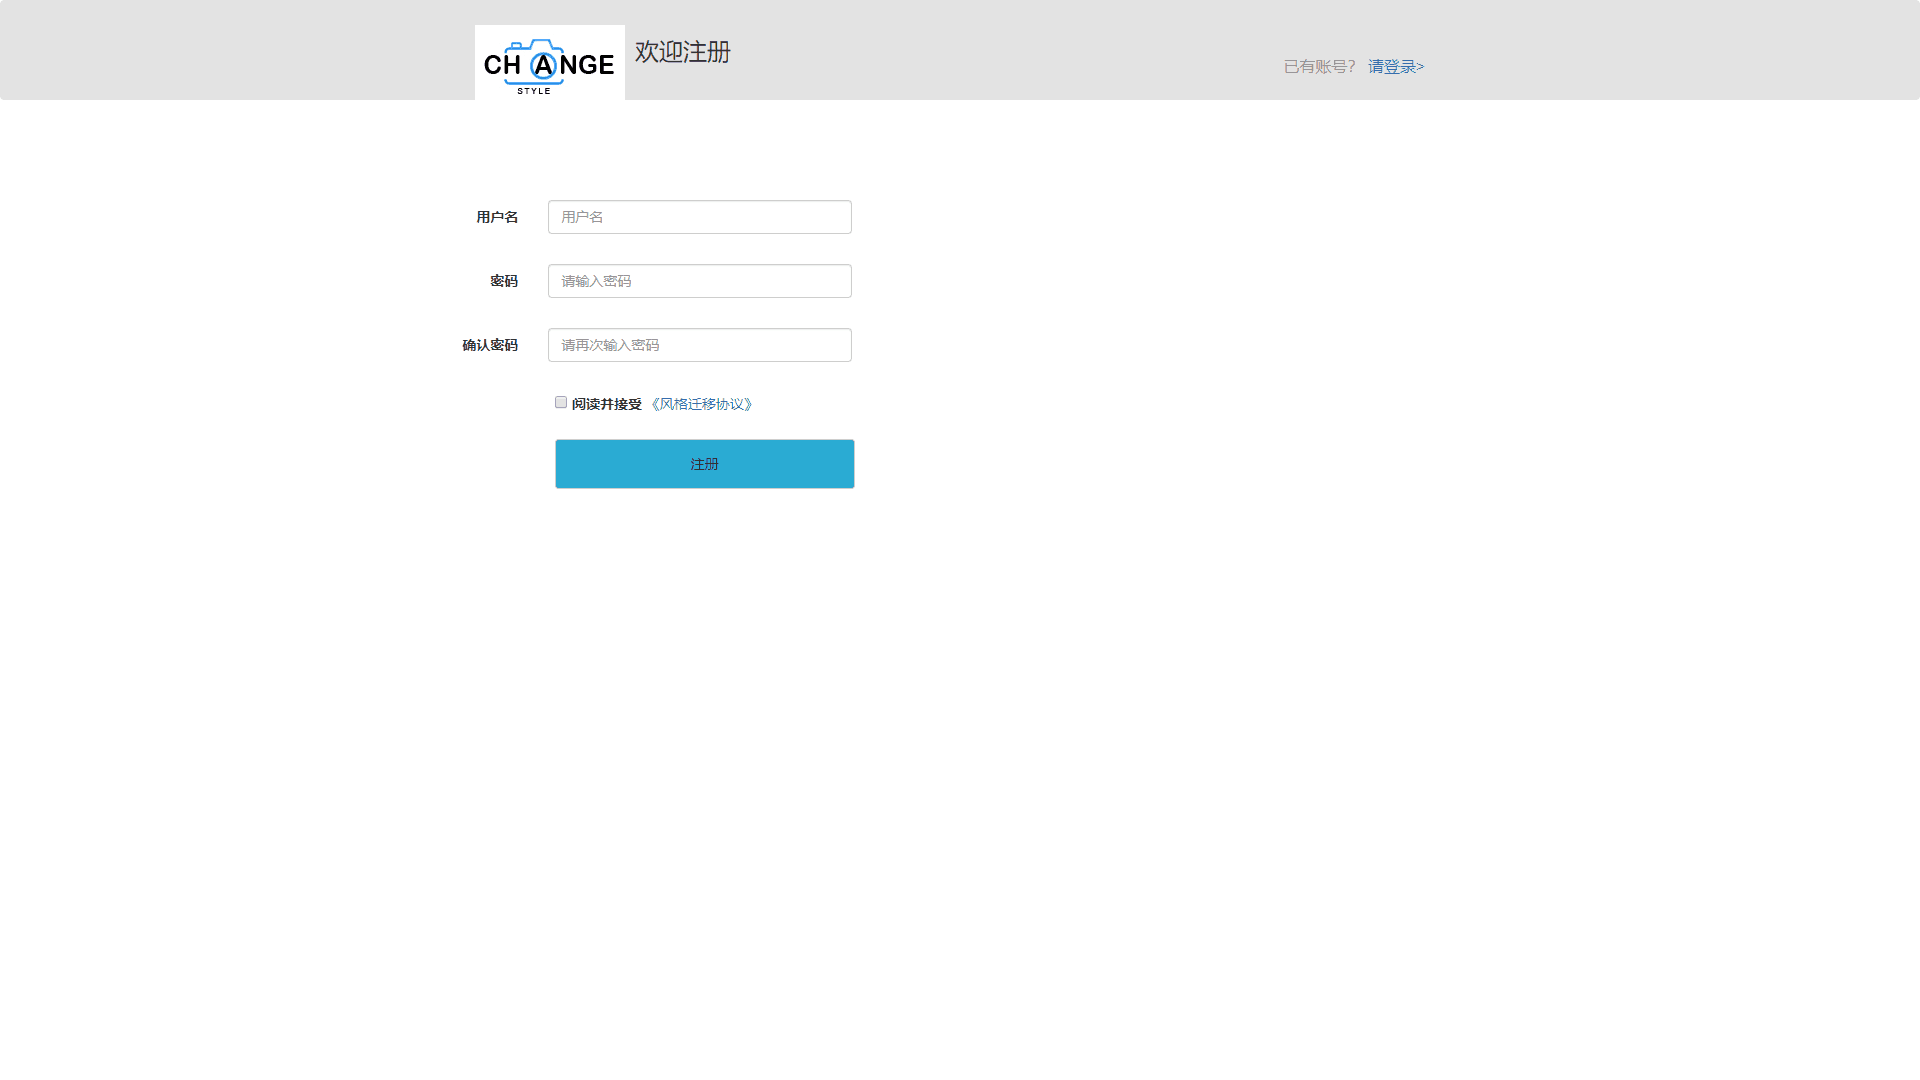 CHANGE
STYLE
欢迎注册
已有账号? 请登录>
用户名 用户名
密码 请输入密码
确认密码 请再次输入密码
阅读并接受 《风格迁移协议》
注册